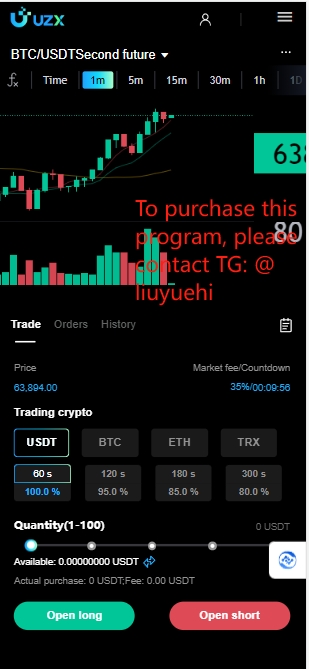 UZX
BTC/USDTSecond future
fx Time 1m 5m 15m 30m 1h 1D
638
80
To purchase this
program, please
contact TG: @
liuyuehi
Trade Orders History
Price Market fee/Countdown
63,894.00 35%/00:09:56
Trading crypto
USDT BTC ETH TRX
60 s 120 s 180 s 300 s
100.0 % 95.0 % 85.0 % 80.0 %
Quantity(1-100) 0 USDT
Available: 0.00000000 USDT
Actual purchase: 0 USDT;Fee: 0.00 USDT
Open long Open short